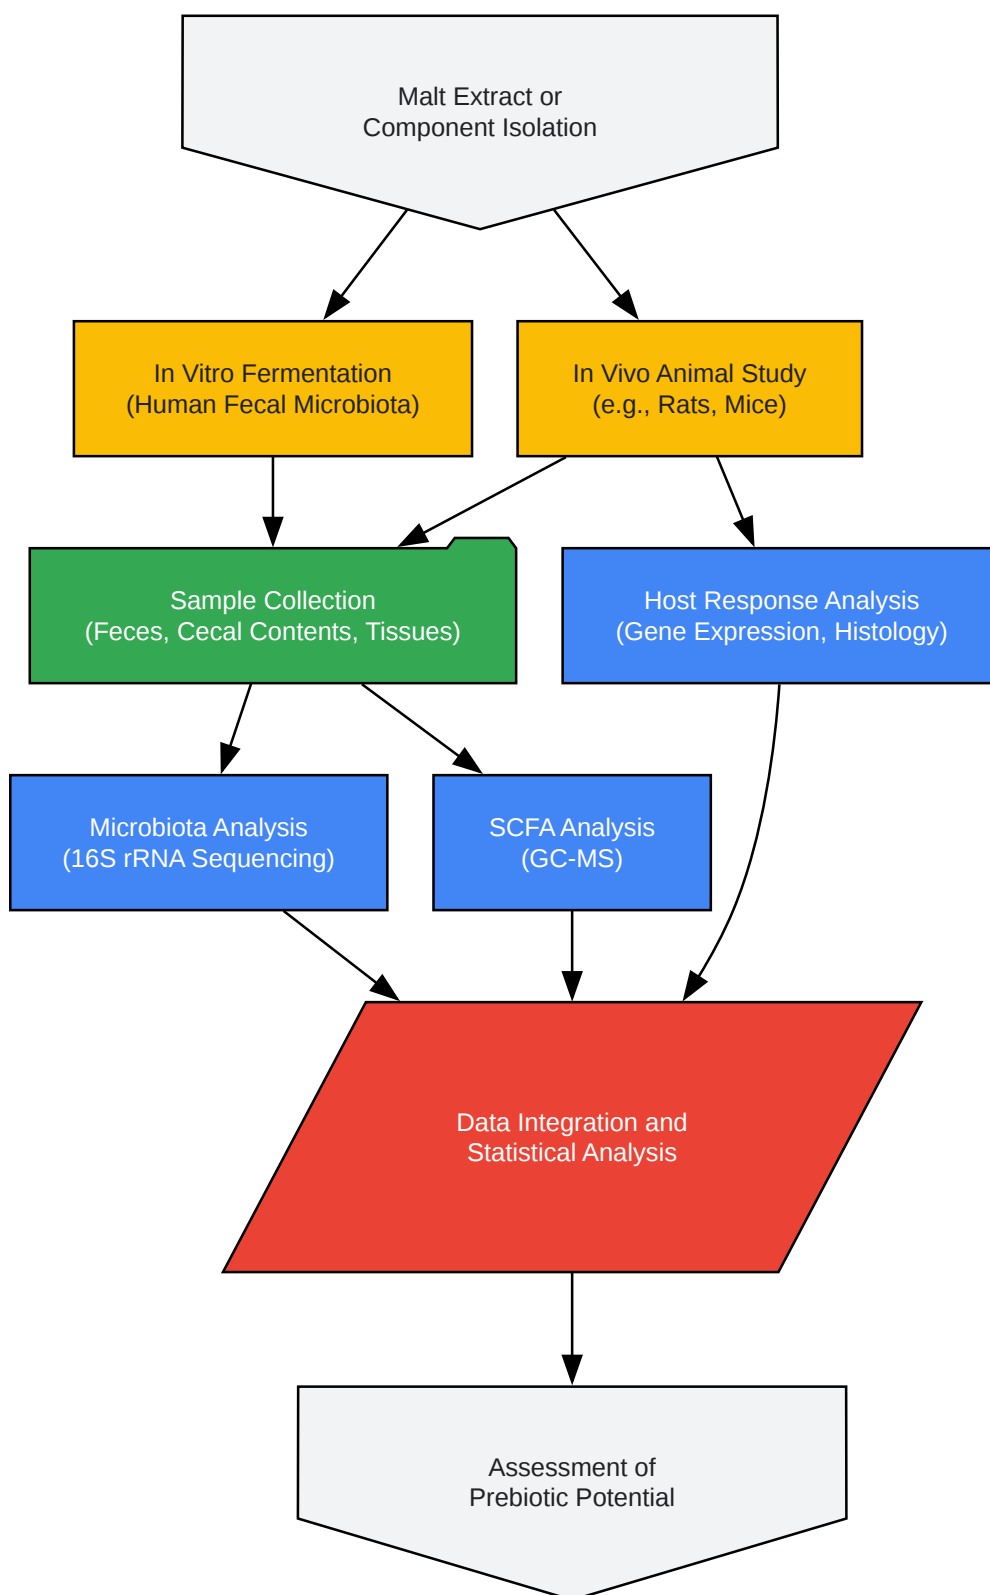 Malt Extract or
Component Isolation
In Vitro Fermentation
(Human Fecal Microbiota)
In Vivo Animal Study
(e.g., Rats, Mice)
Sample Collection
(Feces, Cecal Contents, Tissues)
Host Response Analysis
(Gene Expression, Histology)
Microbiota Analysis
(16S rRNA Sequencing)
SCFA Analysis
(GC-MS)
Data Integration and
Statistical Analysis
Assessment of
Prebiotic Potential